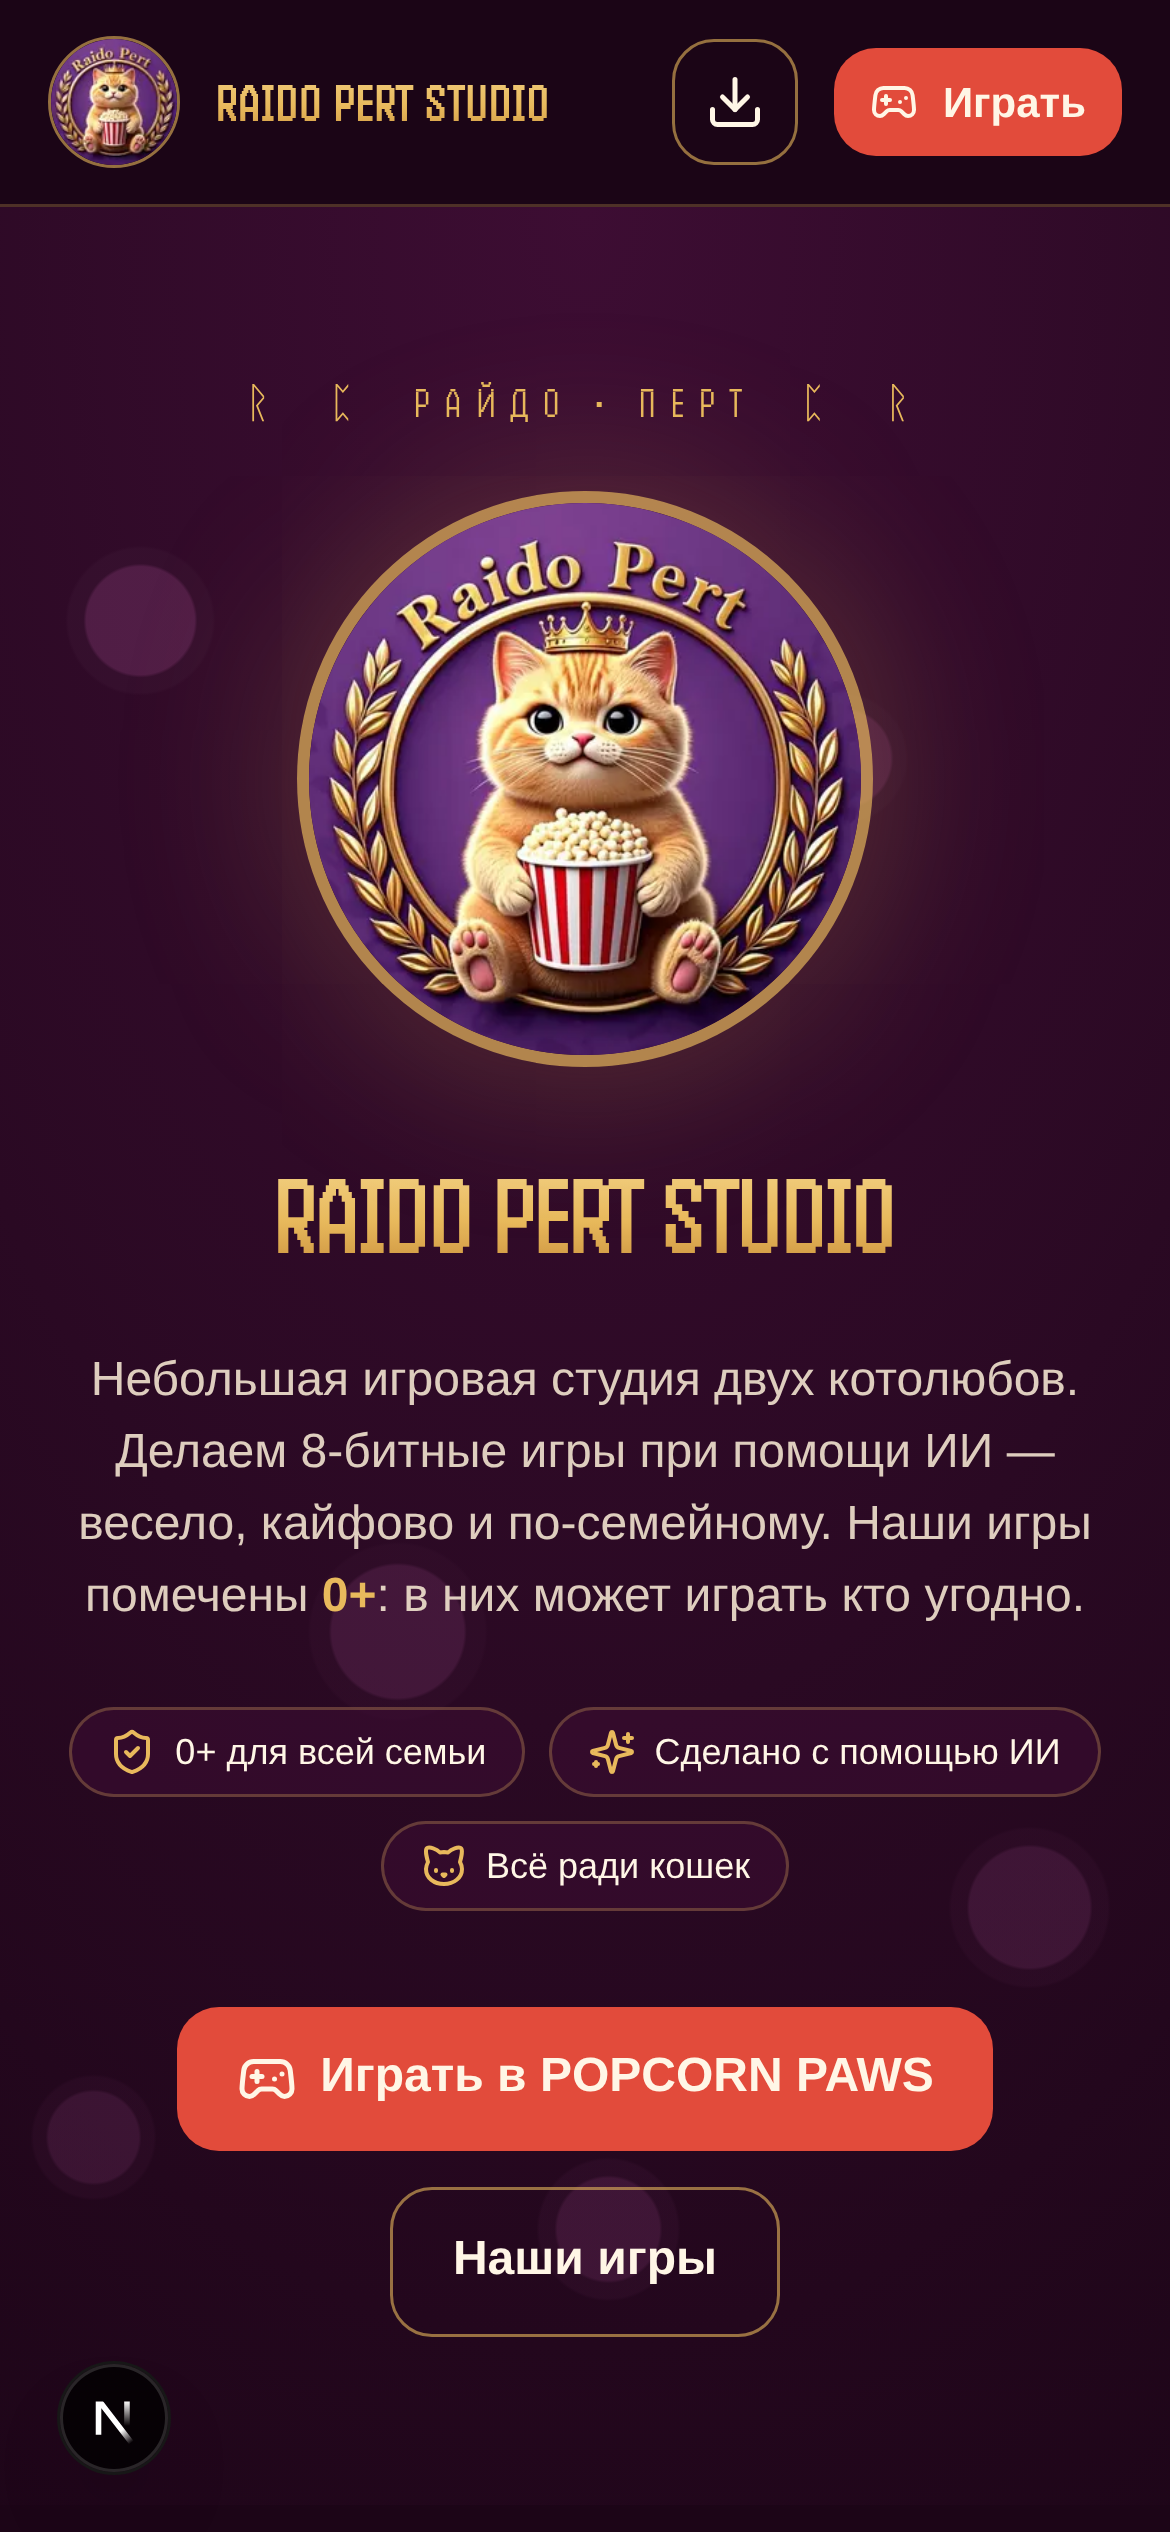 Raido Pert
RAIDO PERT STUDIO
Играть
ᚱ ᛈ РАЙДО · ПЕРТ ᛈ ᚱ
Raido Pert
RAIDO PERT STUDIO
Небольшая игровая студия двух котолюбов.
Делаем 8-битные игры при помощи ИИ —
весело, кайфово и по-семейному. Наши игры
помечены 0+: в них может играть кто угодно.
0+ для всей семьи
Сделано с помощью ИИ
Всё ради кошек
Играть в POPCORN PAWS
Наши игры
N